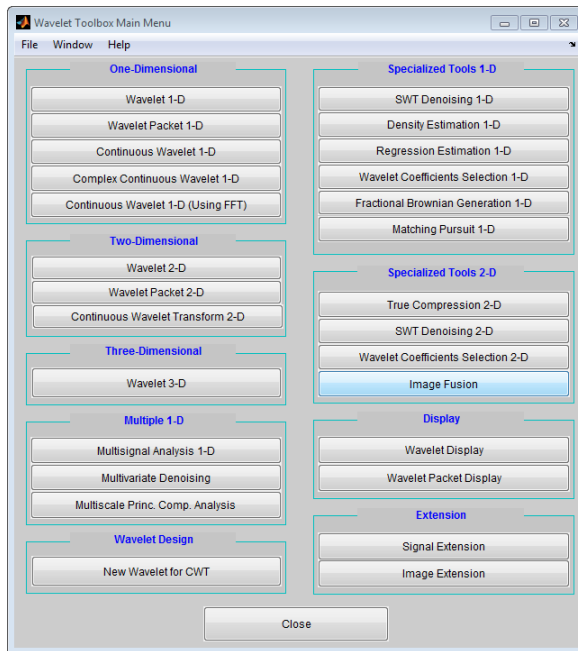 Wavelet Toolbox Main Menu
File Window Help
One-Dimensional
Wavelet 1-D
Wavelet Packet 1-D
Continuous Wavelet 1-D
Complex Continuous Wavelet 1-D
Continuous Wavelet 1-D (Using FFT)
Two-Dimensional
Wavelet 2-D
Wavelet Packet 2-D
Continuous Wavelet Transform 2-D
Three-Dimensional
Wavelet 3-D
Multiple 1-D
Multisignal Analysis 1-D
Multivariate Denoising
Multiscale Princ. Comp. Analysis
Wavelet Design
New Wavelet for CWT
Specialized Tools 1-D
SWT Denoising 1-D
Density Estimation 1-D
Regression Estimation 1-D
Wavelet Coefficients Selection 1-D
Fractional Brownian Generation 1-D
Matching Pursuit 1-D
Specialized Tools 2-D
True Compression 2-D
SWT Denoising 2-D
Wavelet Coefficients Selection 2-D
Image Fusion
Display
Wavelet Display
Wavelet Packet Display
Extension
Signal Extension
Image Extension
Close